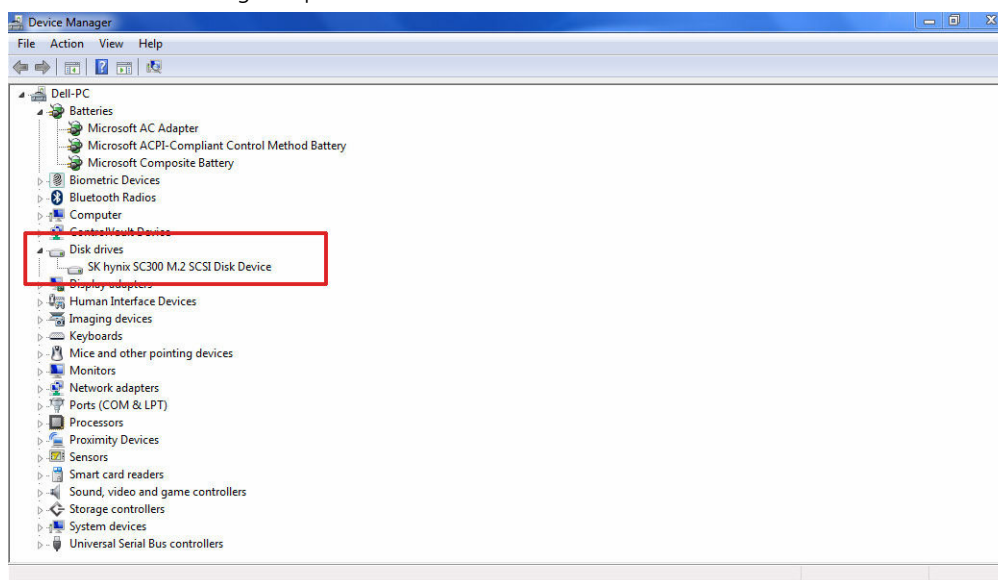 Device Manager
File Action View Help
Dell-PC
Batteries
Microsoft AC Adapter
Microsoft ACPI-Compliant Control Method Battery
Microsoft Composite Battery
Biometric Devices
Bluetooth Radios
Computer
ControlVault Device
Disk drives
SK hynix SC300 M.2 SCSI Disk Device
Display adapters
Human Interface Devices
Imaging devices
Keyboards
Mice and other pointing devices
Monitors
Network adapters
Ports (COM & LPT)
Processors
Proximity Devices
Sensors
Smart card readers
Sound, video and game controllers
Storage controllers
System devices
Universal Serial Bus controllers